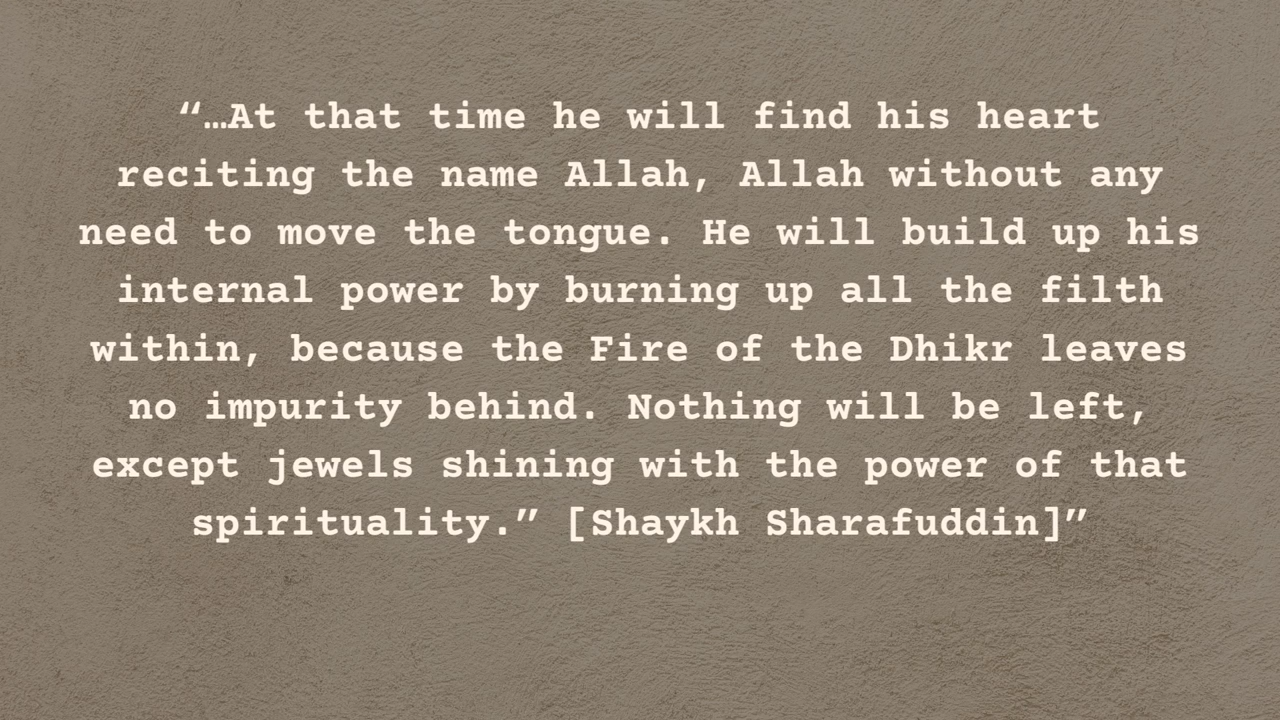 “…At that time he will find his heart
reciting the name Allah, Allah without any
need to move the tongue. He will build up his
internal power by burning up all the filth
within, because the Fire of the Dhikr leaves
no impurity behind. Nothing will be left,
except jewels shining with the power of that
spirituality.” [Shaykh Sharafuddin]”